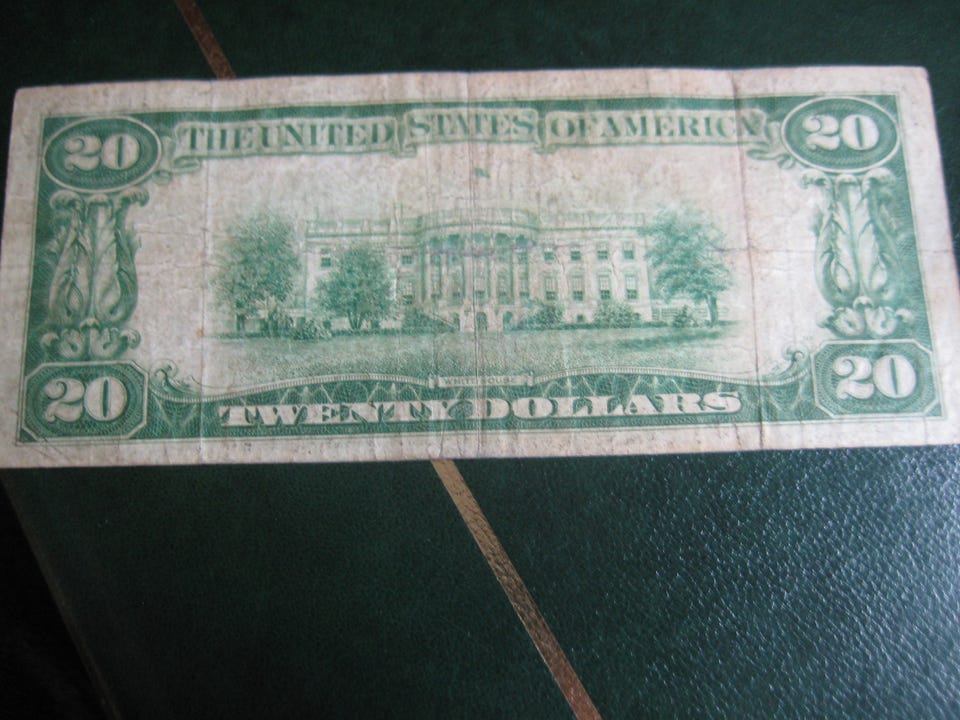 20 THE UNITED STATES OF AMERICA 20
WHITE HOUSE
20 TWENTY DOLLARS 20